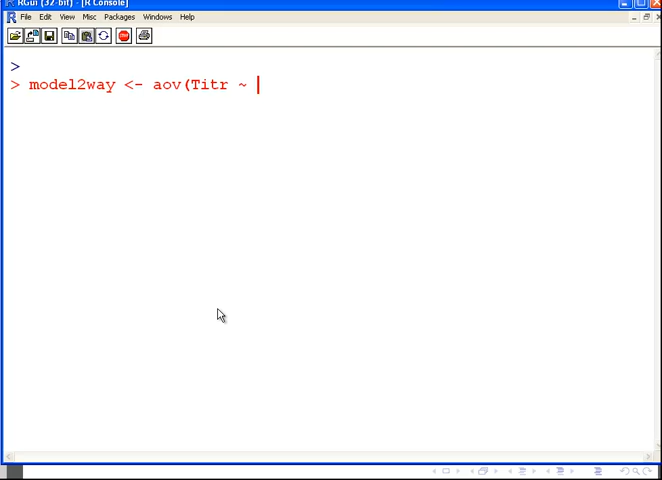 RGui (32-bit) - [R Console]
File Edit View Misc Packages Windows Help
>
> model2way <- aov(Titr ~